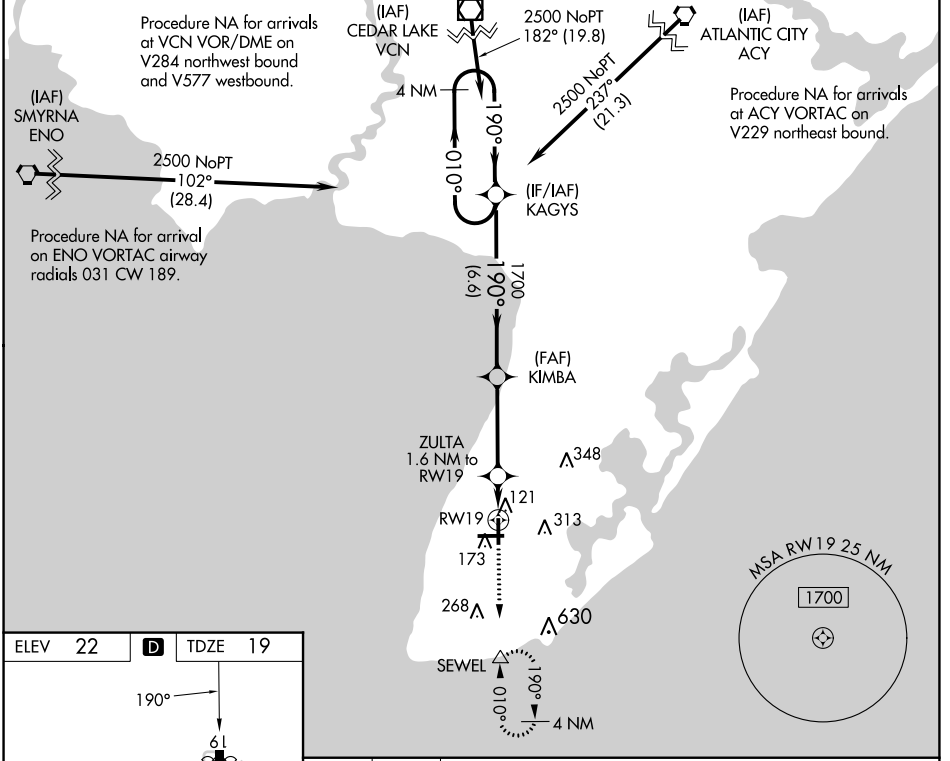 Procedure NA for arrivals
at VCN VOR/DME on
V284 northwest bound
and V577 westbound.
(IAF)
CEDAR LAKE
VCN
2500 NoPT
182° (19.8)
(IAF)
ATLANTIC CITY
ACY
2500 NoPT
237°
(21.3)
Procedure NA for arrivals
at ACY VORTAC on
V229 northeast bound.
4 NM
190°
010°
(IAF)
SMYRNA
ENO
2500 NoPT
102°
(28.4)
Procedure NA for arrival
on ENO VORTAC airway
radials 031 CW 189.
(IF/IAF)
KAGYS
1700
190°
(6.6)
(FAF)
KIMBA
ZULTA
1.6 NM to
RW19
348
121
RW19
313
173
268
630
SEWEL
010°
190°
4 NM
MSA RW19 25 NM
1700
ELEV 22
D
TDZE 19
190°
19